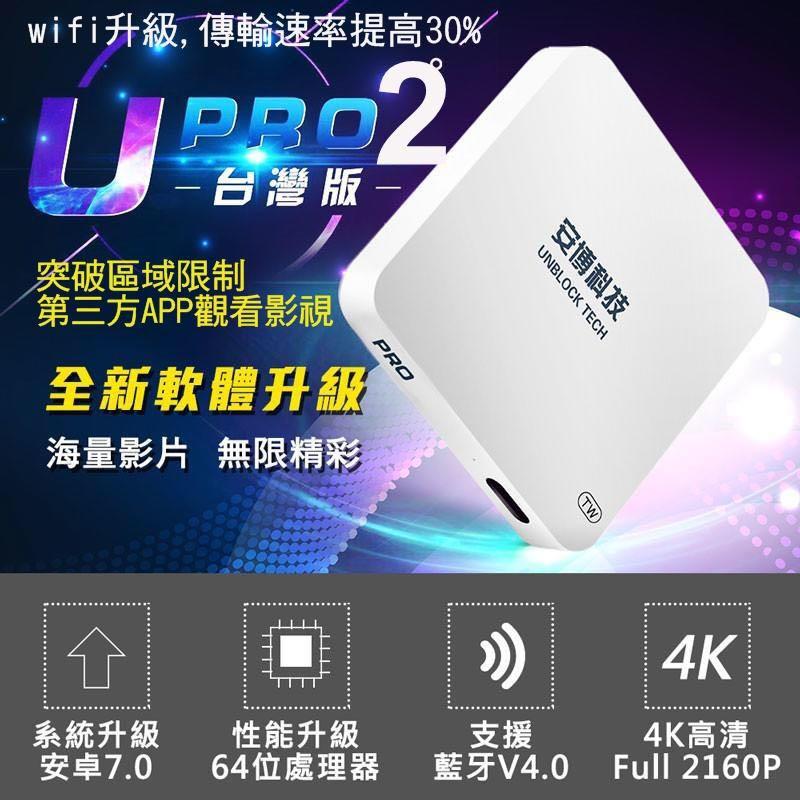 wifi升級,傳輸速率提高30%
U PRO2
台灣版
突破區域限制
第三方APP觀看影視
全新軟體升級
海量影片 無限精彩
安博科技
UNBLOCK TECH
PRO
TW
4K
系統升級
安卓7.0
性能升級
64位處理器
支援
藍牙V4.0
4K高清
Full 2160P